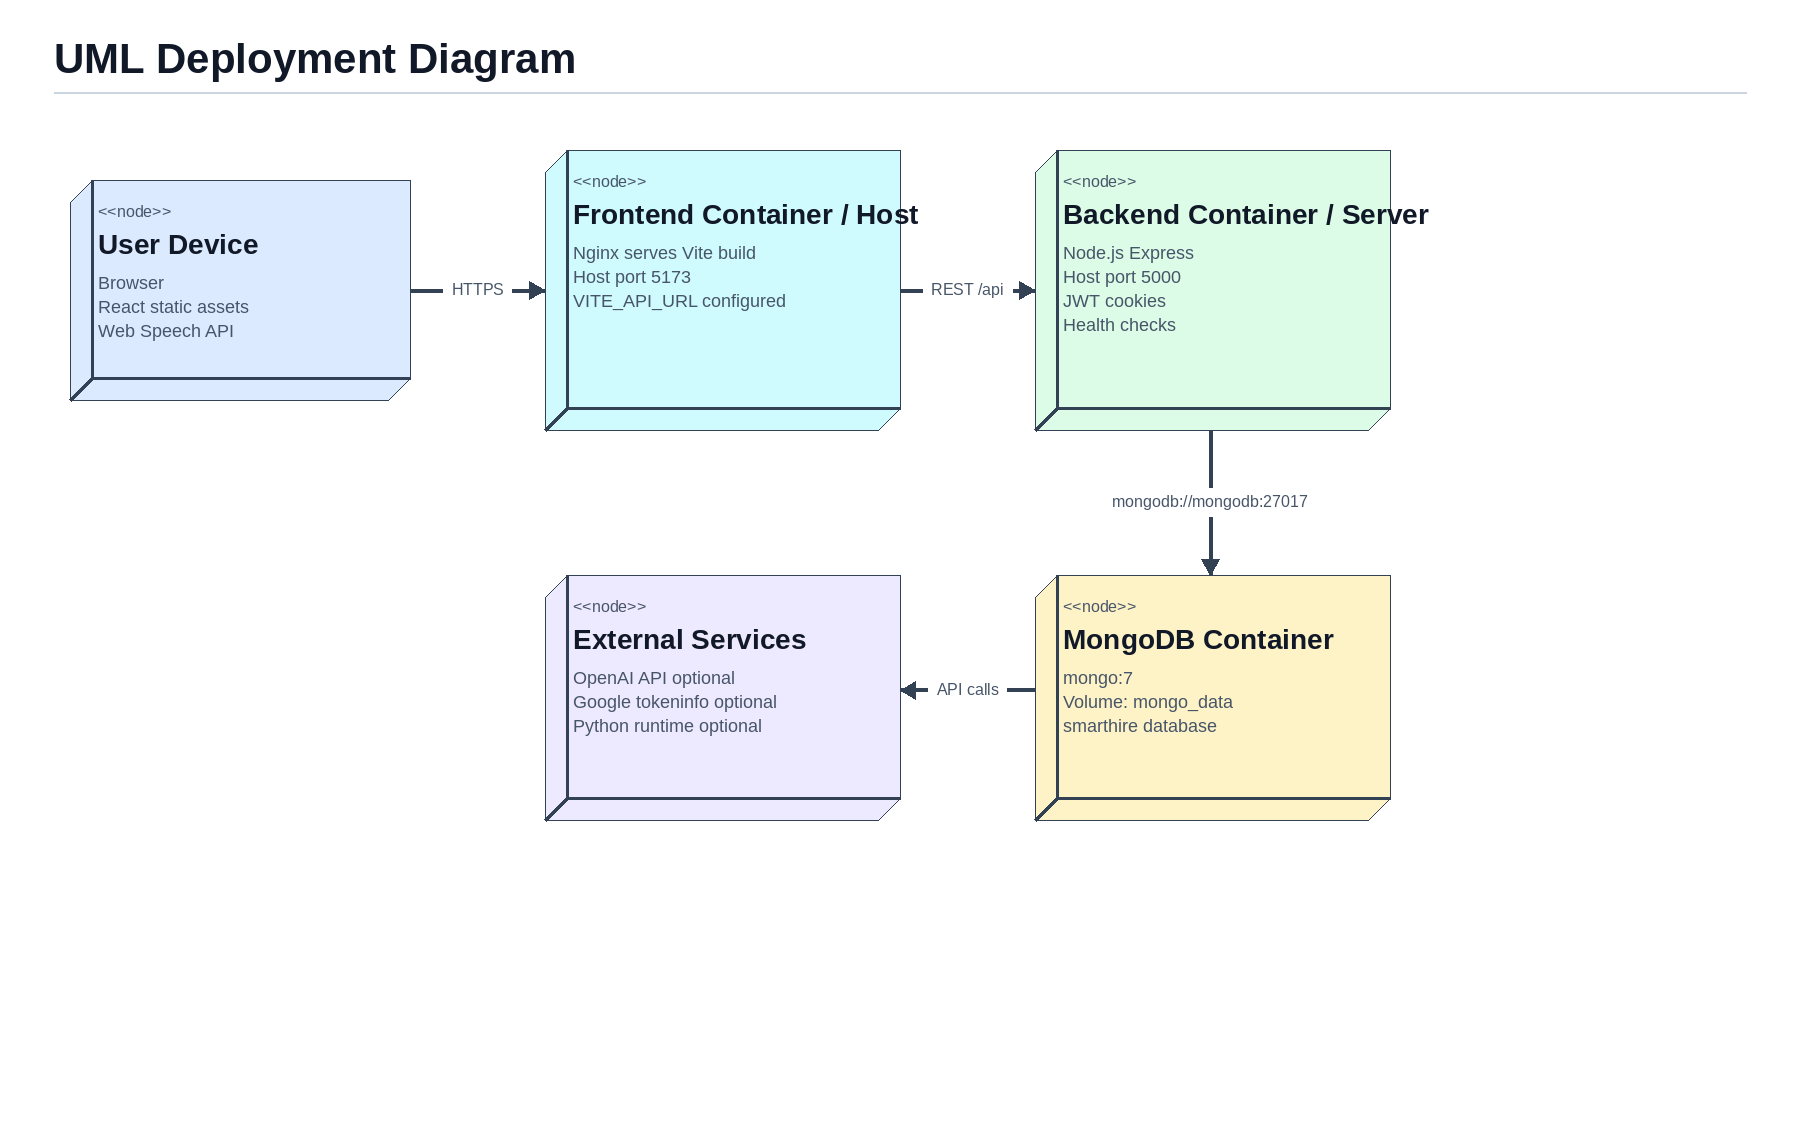 UML Deployment Diagram
<<node>>
User Device
Browser
React static assets
Web Speech API
HTTPS
<<node>>
Frontend Container / Host
Nginx serves Vite build
Host port 5173
VITE_API_URL configured
REST /api
<<node>>
Backend Container / Server
Node.js Express
Host port 5000
JWT cookies
Health checks
mongodb://mongodb:27017
<<node>>
External Services
OpenAI API optional
Google tokeninfo optional
Python runtime optional
API calls
<<node>>
MongoDB Container
mongo:7
Volume: mongo_data
smarthire database